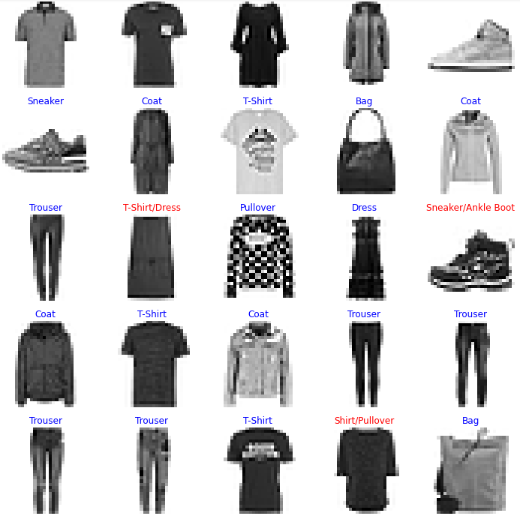 Sneaker Coat T-Shirt Bag Coat
Trouser T-Shirt/Dress Pullover Dress Sneaker/Ankle Boot
Coat T-Shirt Coat Trouser Trouser
Trouser Trouser T-Shirt Shirt/Pullover Bag